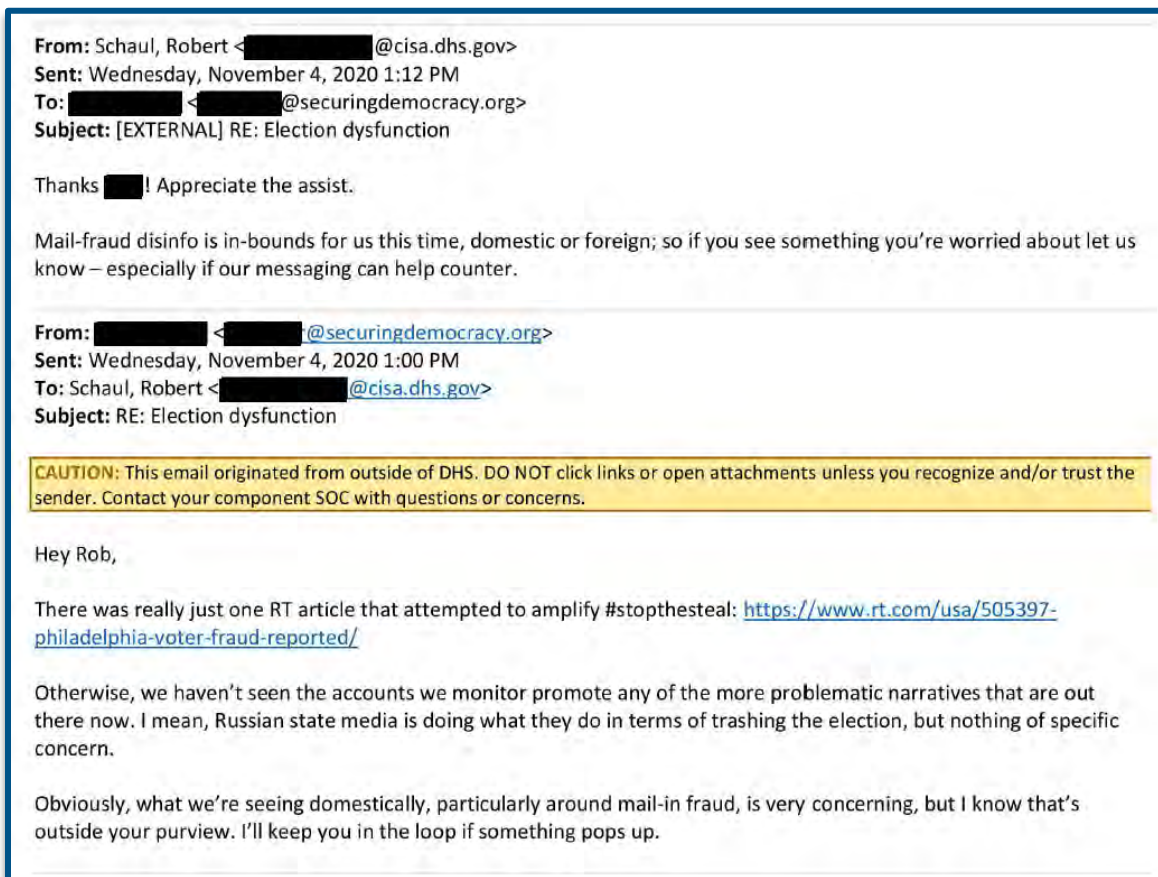 From: Schaul, Robert < @cisa.dhs.gov>
Sent: Wednesday, November 4, 2020 1:12 PM
To: < @securingdemocracy.org>
Subject: [EXTERNAL] RE: Election dysfunction
Thanks ! Appreciate the assist.
Mail-fraud disinfo is in-bounds for us this time, domestic or foreign; so if you see something you’re worried about let us
know – especially if our messaging can help counter.
From: < @securingdemocracy.org>
Sent: Wednesday, November 4, 2020 1:00 PM
To: Schaul, Robert < @cisa.dhs.gov>
Subject: RE: Election dysfunction
CAUTION: This email originated from outside of DHS. DO NOT click links or open attachments unless you recognize and/or trust the
sender. Contact your component SOC with questions or concerns.
Hey Rob,
There was really just one RT article that attempted to amplify #stopthesteal: https://www.rt.com/usa/505397-
philadelphia-voter-fraud-reported/
Otherwise, we haven’t seen the accounts we monitor promote any of the more problematic narratives that are out
there now. I mean, Russian state media is doing what they do in terms of trashing the election, but nothing of specific
concern.
Obviously, what we’re seeing domestically, particularly around mail-in fraud, is very concerning, but I know that’s
outside your purview. I’ll keep you in the loop if something pops up.